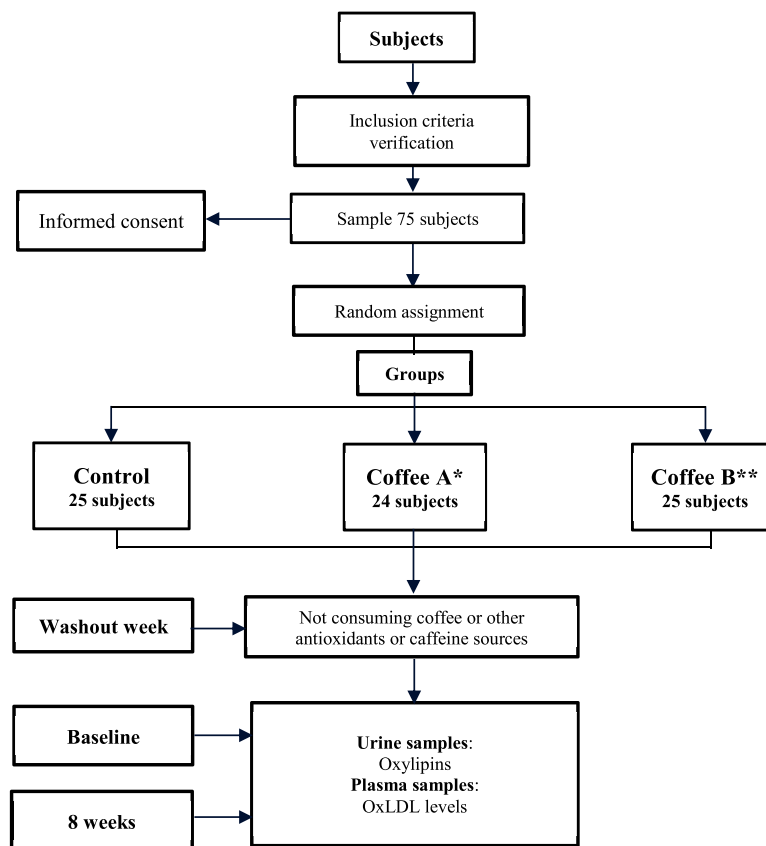 Subjects
Inclusion criteria
verification
Informed consent
Sample 75 subjects
Random assignment
Groups
Control
25 subjects
Coffee A*
24 subjects
Coffee B**
25 subjects
Washout week
Not consuming coffee or other
antioxidants or caffeine sources
Baseline
Urine samples:
Oxylipins
Plasma samples:
OxLDL levels
8 weeks